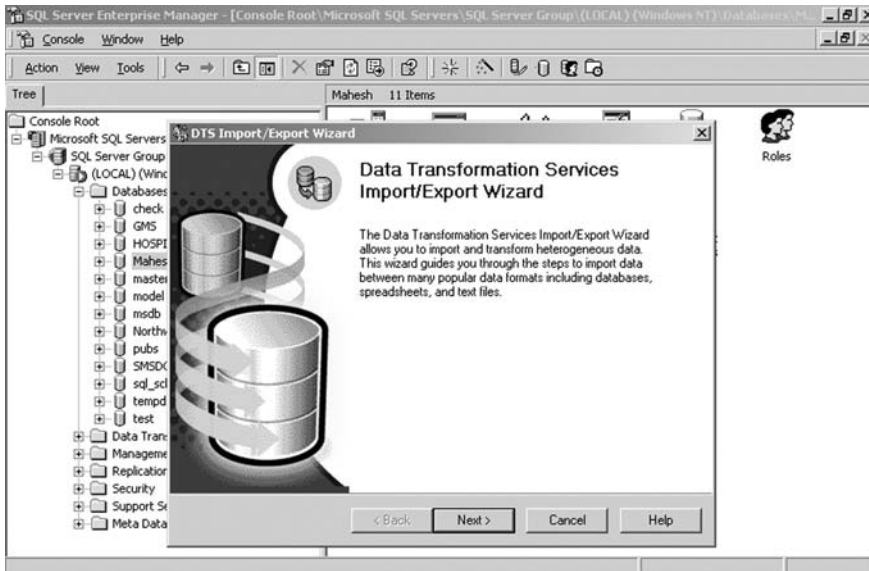 SQL Server Enterprise Manager - [Console Root\Microsoft SQL Servers\SQL Server Group\(LOCAL) (Windows NT)\Databases\M...
Console Window Help
Action View Tools
Tree
Mahesh 11 Items
Console Root
Microsoft SQL Servers
SQL Server Group
(LOCAL) (Winc
Databases
check
GMS
HOSPI
Mahes
master
model
msdb
Northw
pubs
SMSDC
sql_scl
tempd
test
Data Trans
Manageme
Replication
Security
Support Se
Meta Data
Roles
DTS Import/Export Wizard
Data Transformation Services
Import/Export Wizard
The Data Transformation Services Import/Export Wizard
allows you to import and transform heterogeneous data.
This wizard guides you through the steps to import data
between many popular data formats including databases,
spreadsheets, and text files.
< Back Next > Cancel Help